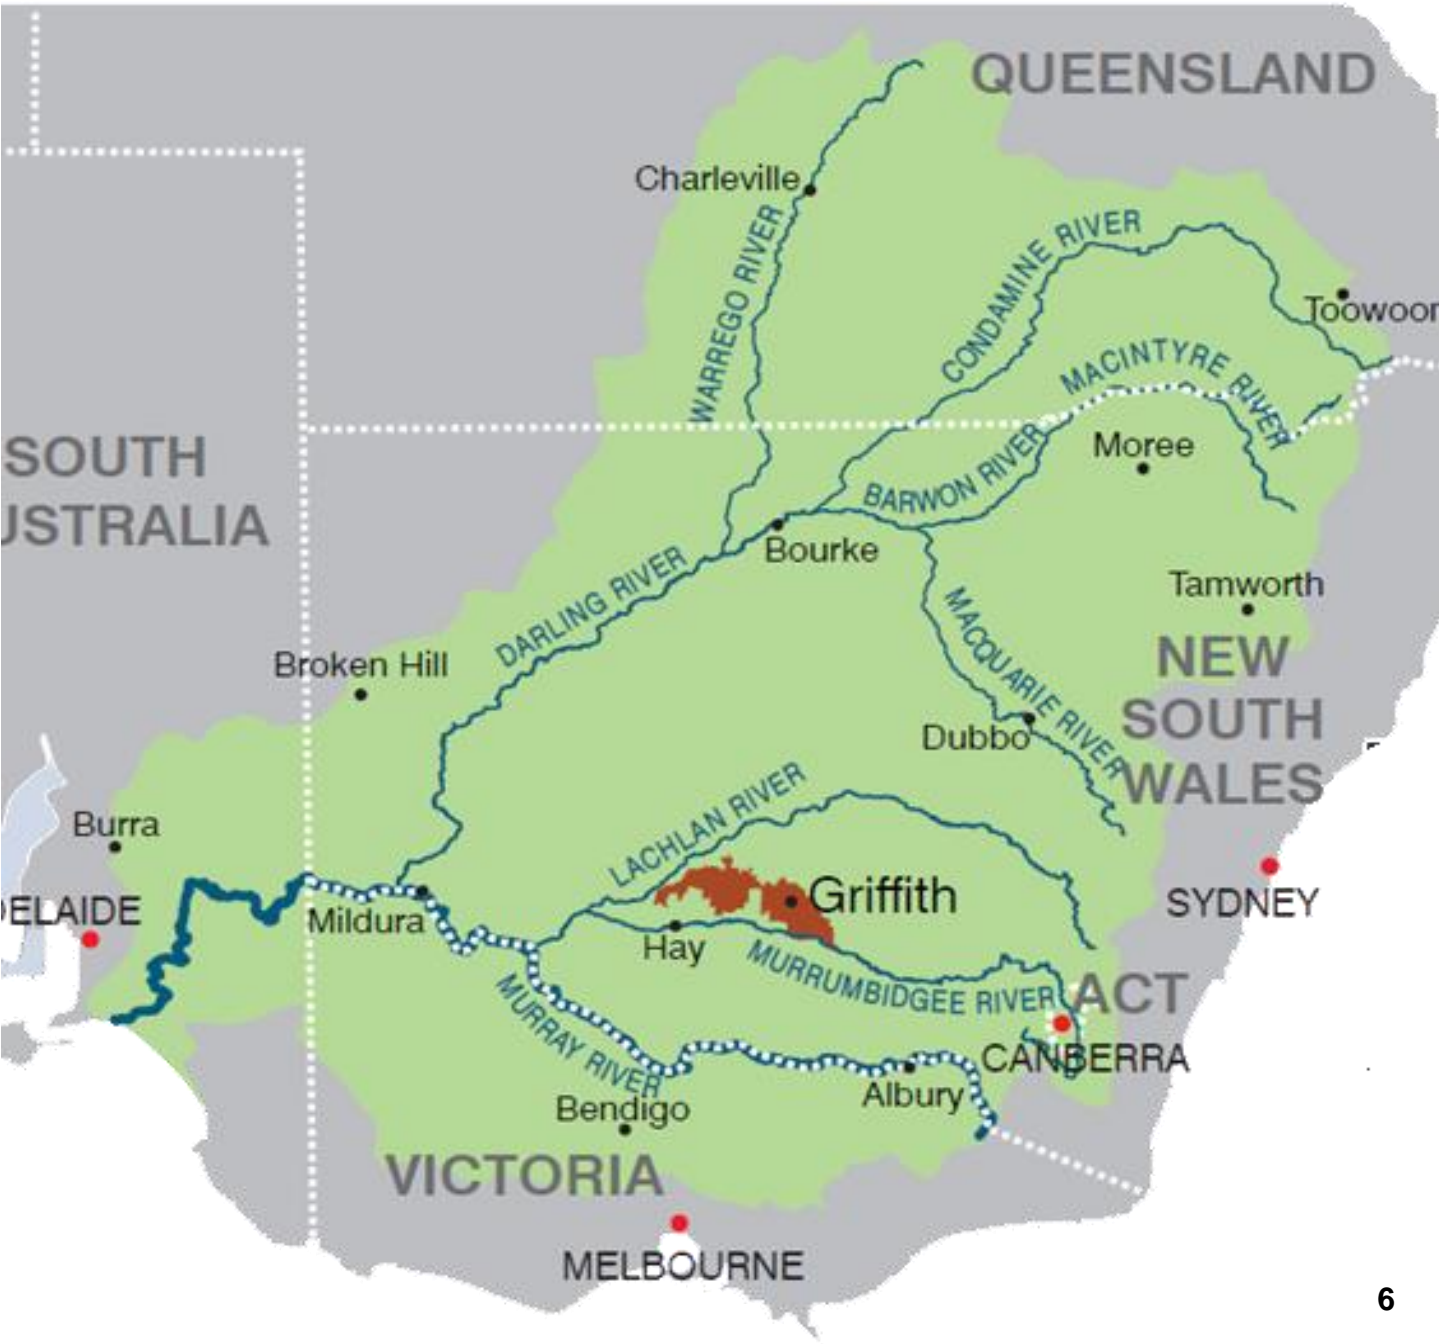 QUEENSLAND
Charleville
WARREGO RIVER
CONDAMINE RIVER
Toowoor
MACINTYRE RIVER
SOUTH
USTRALIA
Moree
BARWON RIVER
Bourke
DARLING RIVER
Tamworth
MACQUARIE RIVER
Broken Hill
NEW
SOUTH
WALES
Dubbo
LACHLAN RIVER
Burra
Griffith
SYDNEY
ELAIDE
Mildura
Hay
MURRUMBIDGEE RIVER
ACT
MURRAY RIVER
CANBERRA
Albury
Bendigo
VICTORIA
MELBOURNE
6